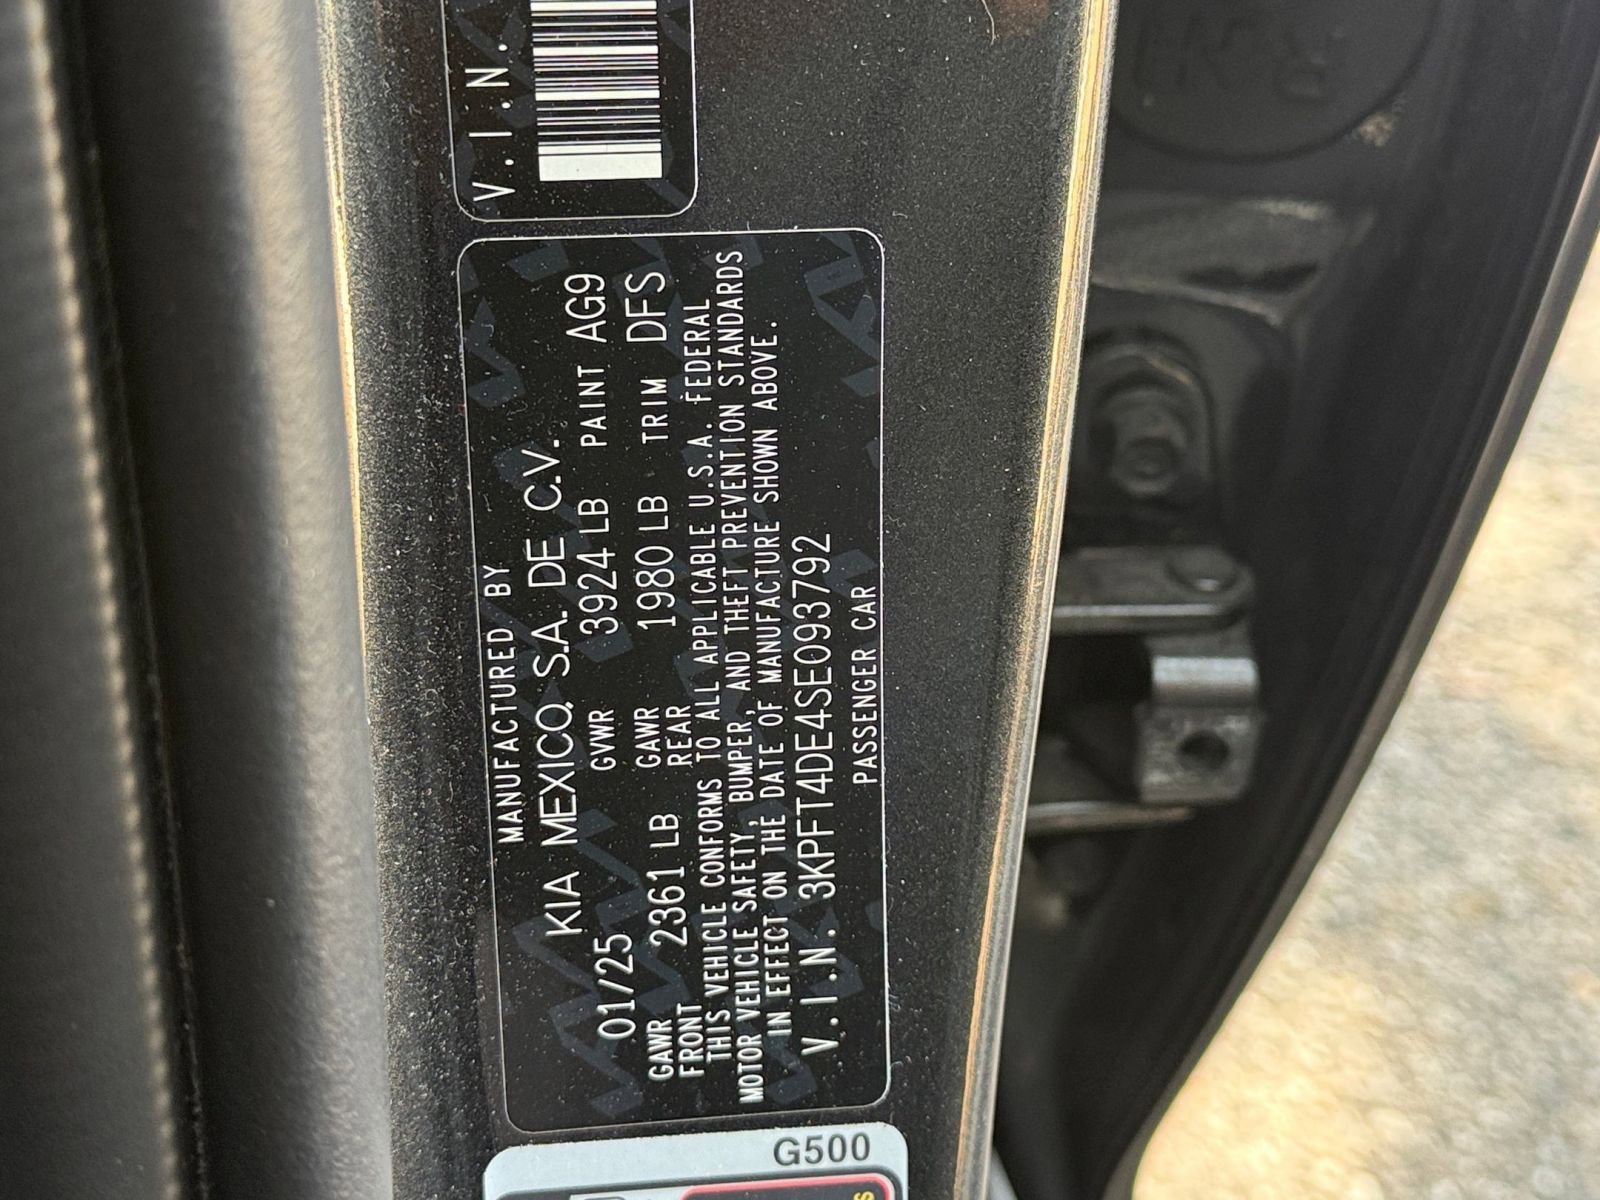 V.I.N.
MANUFACTURED BY
KIA MEXICO, S.A. DE C.V.
01/25 GVWR 3924 LB PAINT AG9
GAWR FRONT 2361 LB GAWR REAR 1980 LB TRIM DFS
THIS VEHICLE CONFORMS TO ALL APPLICABLE U.S.A. FEDERAL
MOTOR VEHICLE SAFETY, BUMPER, AND THEFT PREVENTION STANDARDS
IN EFFECT ON THE DATE OF MANUFACTURE SHOWN ABOVE.
V.I.N. 3KPFT4DE4SE093792
PASSENGER CAR
G500